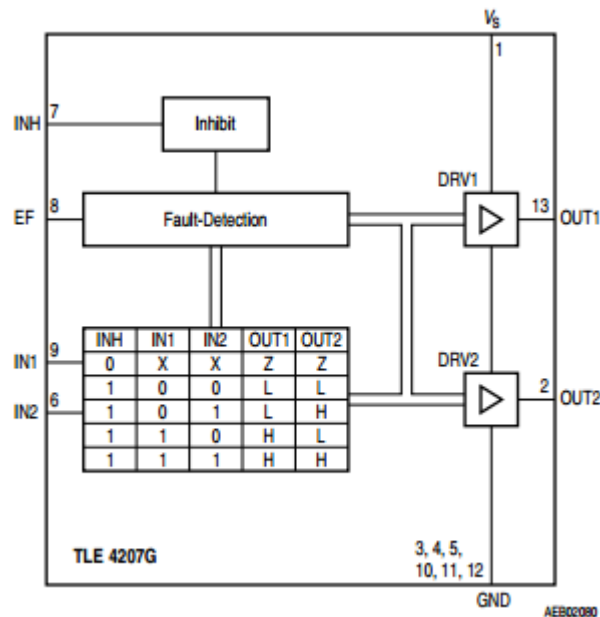 VS
1
INH 7
Inhibit
DRV1
EF 8
Fault-Detection
13 OUT1
INH IN1 IN2 OUT1 OUT2
0 X X Z Z
1 0 0 L L
1 0 1 L H
1 1 0 H L
1 1 1 H H
IN1 9
IN2 6
DRV2
2 OUT2
TLE 4207G
3, 4, 5,
10, 11, 12
GND
AEB02080